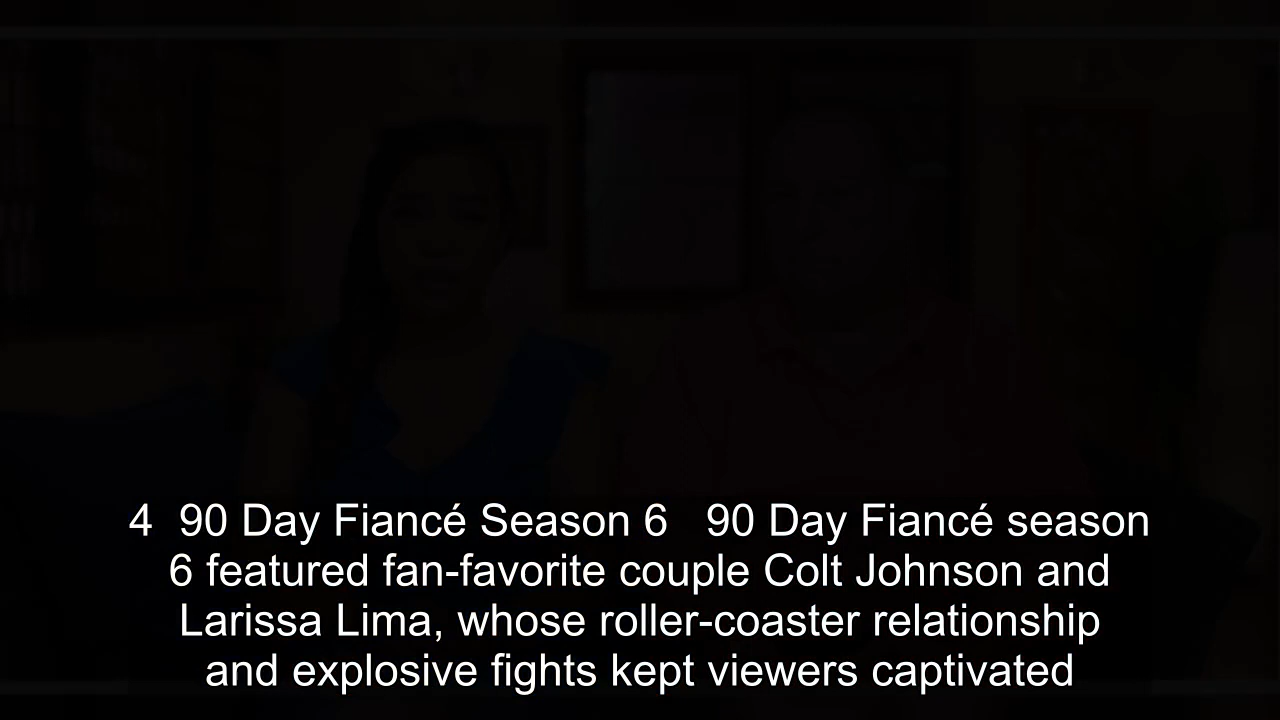 4  90 Day Fiancé Season 6   90 Day Fiancé season
6 featured fan-favorite couple Colt Johnson and
Larissa Lima, whose roller-coaster relationship
and explosive fights kept viewers captivated